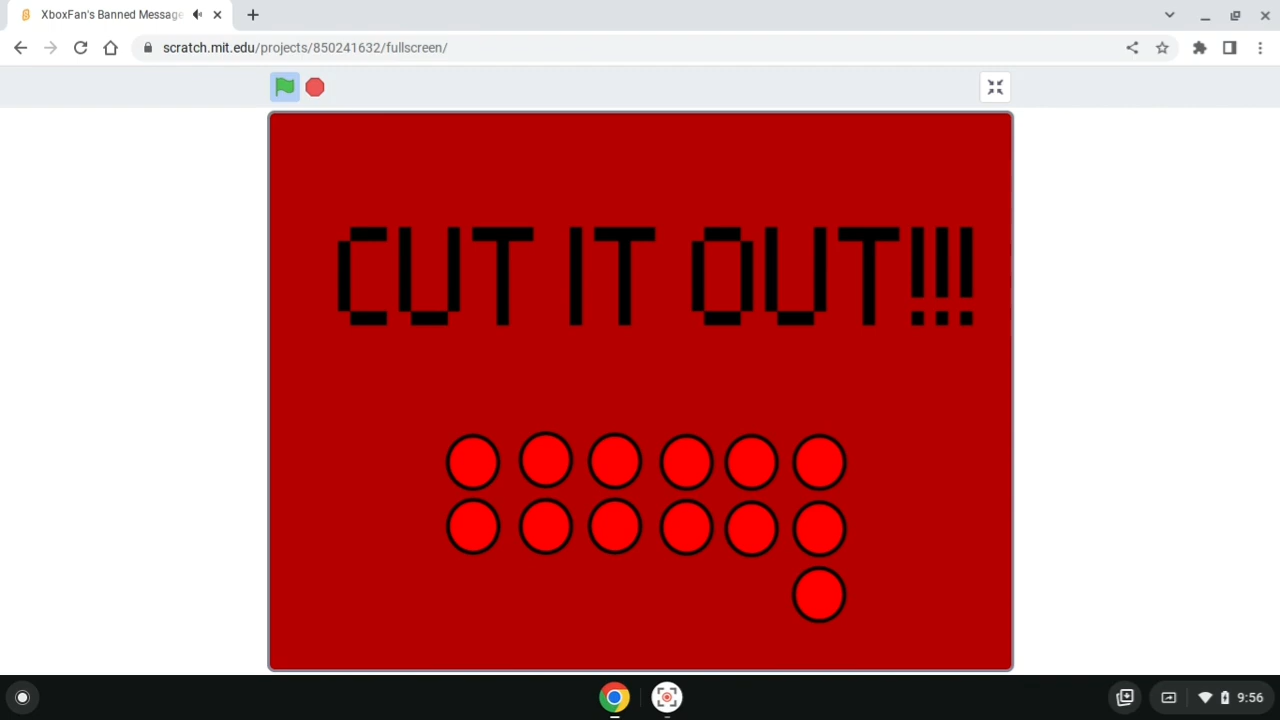 XboxFan's Banned Message
scratch.mit.edu/projects/850241632/fullscreen/
CUT IT OUT!!!
9:56